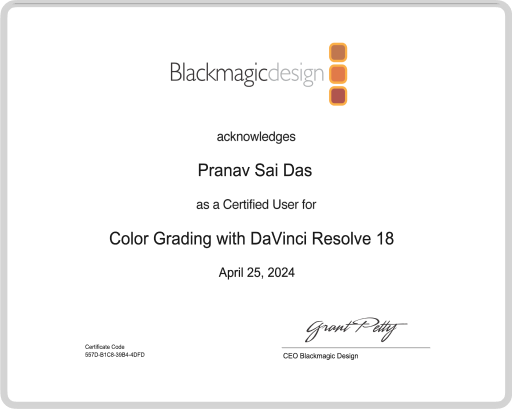 Blackmagicdesign
acknowledges
Pranav Sai Das
as a Certified User for
Color Grading with DaVinci Resolve 18
April 25, 2024
Grant Petty
Certificate Code
557D-B1C8-39B4-4DFD
CEO Blackmagic Design